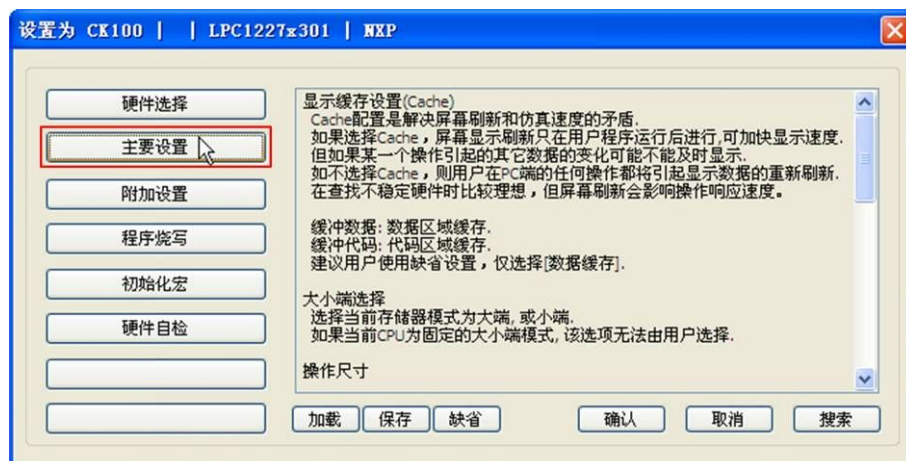 设置为 CK100 | | LPC1227x301 | NXP
硬件选择
主要设置
附加设置
程序烧写
初始化宏
硬件自检
显示缓存设置(Cache)
Cache配置是解决屏幕刷新和仿真速度的矛盾.
如果选择Cache，屏幕显示刷新只在用户程序运行后进行,可加快显示速度.
但如果某一个操作引起的其它数据的变化可能不能及时显示.
如不选择Cache，则用户在PC端的任何操作都将引起显示数据的重新刷新.
在查找不稳定硬件时比较理想，但屏幕刷新会影响操作响应速度。
缓冲数据: 数据区域缓存.
缓冲代码: 代码区域缓存.
建议用户使用缺省设置，仅选择[数据缓存].
大小端选择
选择当前存储器模式为大端, 或小端.
如果当前CPU为固定的大小端模式, 该选项无法由用户选择.
操作尺寸
加载 保存 缺省 确认 取消 搜索